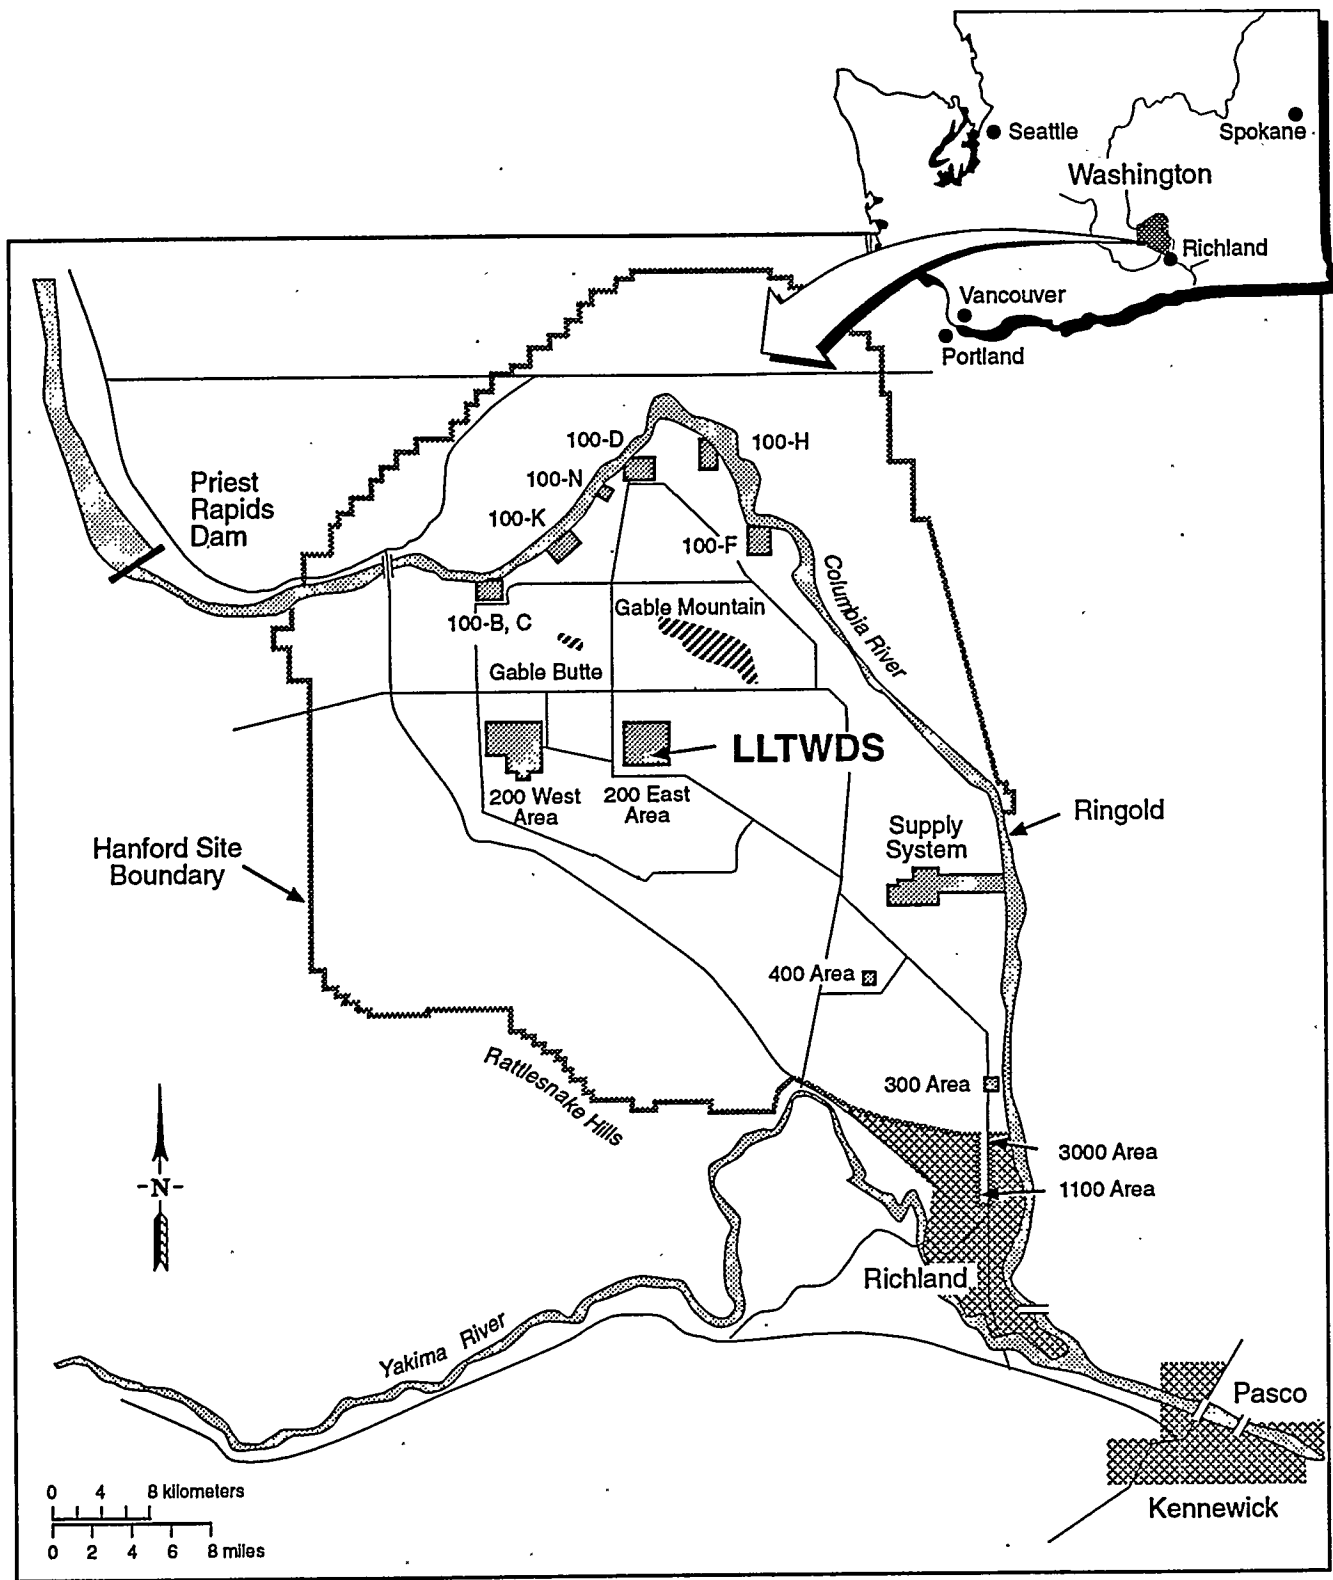 Seattle
Spokane
Washington
Richland
Vancouver
Portland
100-D
100-H
100-N
Priest
Rapids
Dam
100-K
100-F
Columbia River
Gable Mountain
100-B, C
Gable Butte
LLTWDS
200 West
Area
200 East
Area
Ringold
Supply
System
Hanford Site
Boundary
400 Area
Rattlesnake Hills
300 Area
3000 Area
1100 Area
-N-
Richland
Yakima River
Pasco
Kennewick
0 4 8 kilometers
0 2 4 6 8 miles